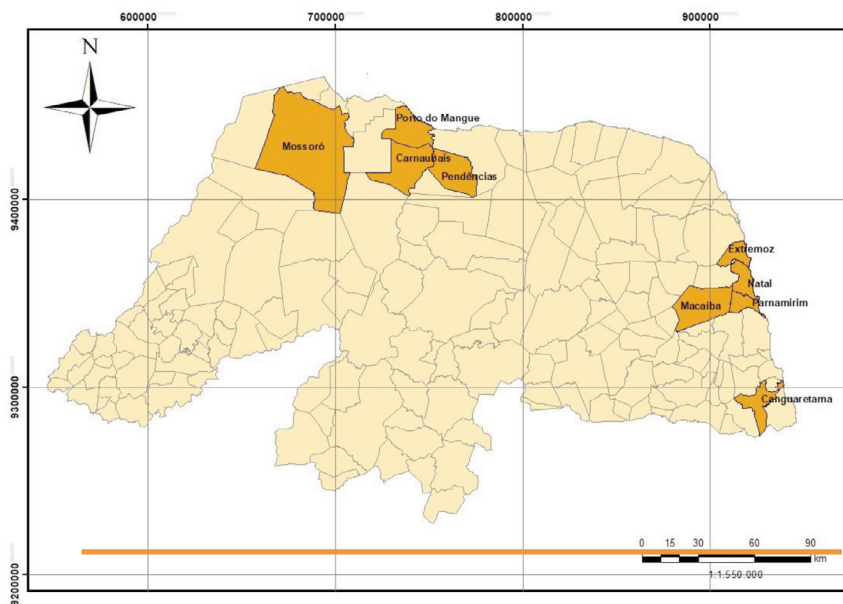 600000 700000 800000 900000
N
Porto do Mangue
Mossoró
Carnaubais
Pendências
9400000
Extremoz
Natal
Macaíba
Parnamirim
9300000
Canguaretama
0 15 30 60 90
km
1:1.550.000
9200000